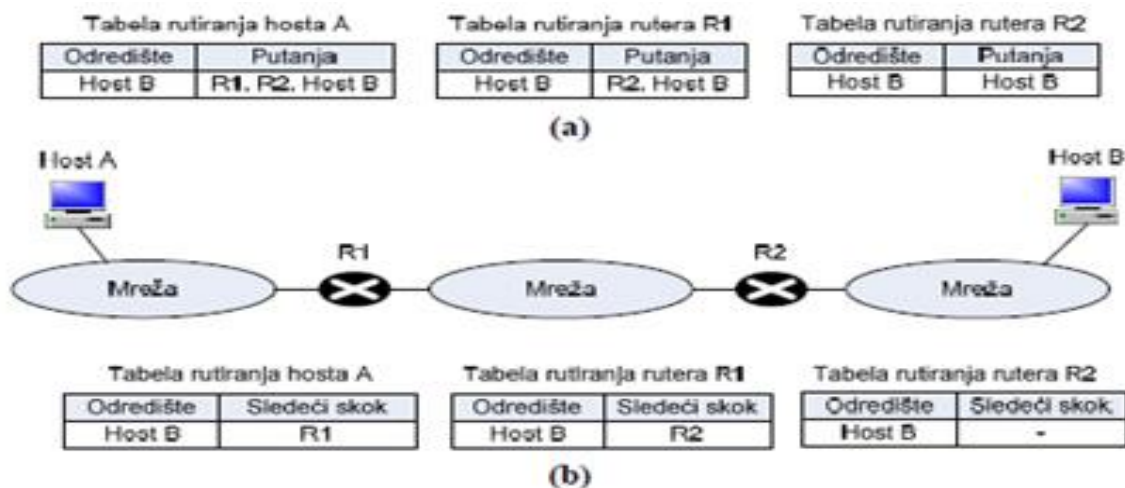 Tabela rutiranja hosta A Tabela rutiranja rutera R1 Tabela rutiranja rutera R2
Odredište Putanja Odredište Putanja Odredište Putanja
Host B R1, R2, Host B Host B R2, Host B Host B Host B
(a)
Host A Host B
R1 R2
Mreža Mreža Mreža
Tabela rutiranja hosta A Tabela rutiranja rutera R1 Tabela rutiranja rutera R2
Odredište Sledeći skok Odredište Sledeći skok Odredište Sledeći skok
Host B R1 Host B R2 Host B -
(b)